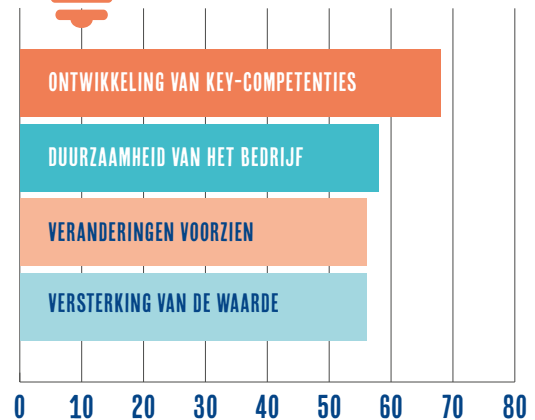 ONTWIKKELING VAN KEY-COMPETENTIES
DUURZAAMHEID VAN HET BEDRIJF
VERANDERINGEN VOORZIEN
VERSTERKING VAN DE WAARDE
0 10 20 30 40 50 60 70 80